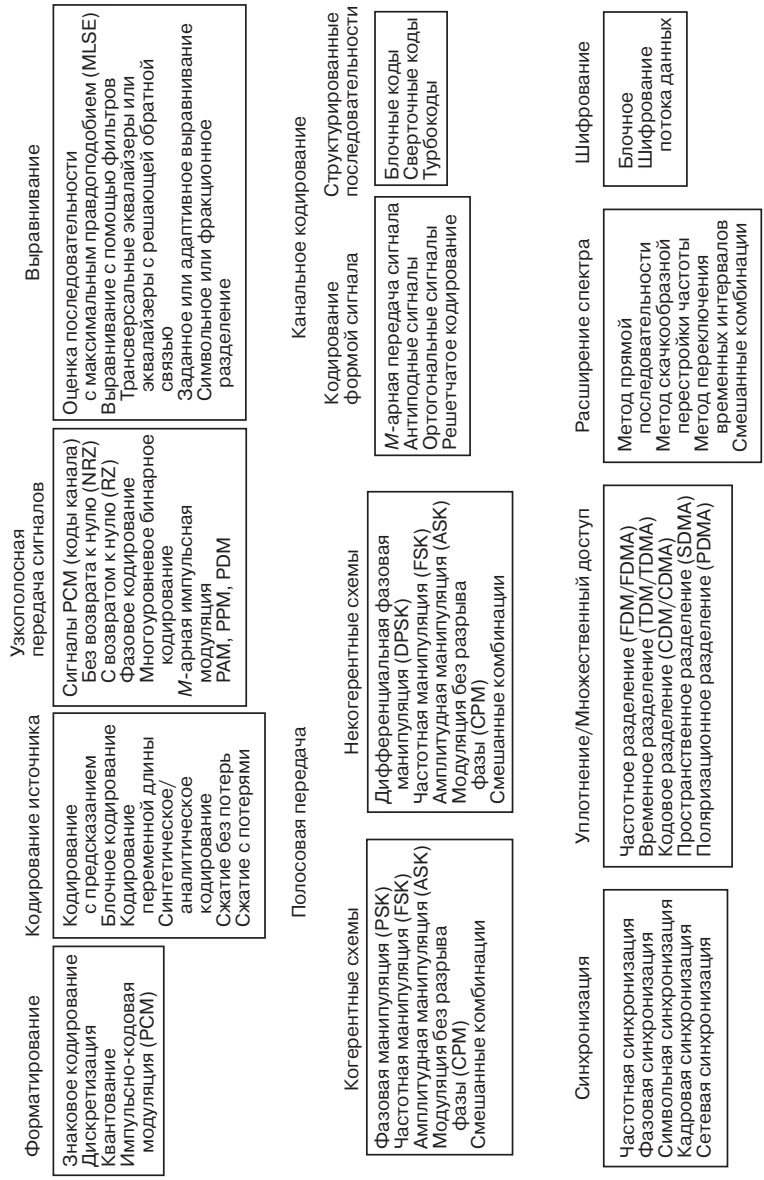 Форматирование
Знаковое кодирование
Дискретизация
Квантование
Импульсно-кодовая
модуляция (PCM)
Кодирование источника
Кодирование
с предсказанием
Блочное кодирование
Кодирование
переменной длины
Синтетическое/
аналитическое
кодирование
Сжатие без потерь
Сжатие с потерями
Узкополосная
передача сигналов
Сигналы PCM (коды канала)
Без возврата к нулю (NRZ)
С возвратом к нулю (RZ)
Фазовое кодирование
Многоуровневое бинарное
кодирование
М-арная импульсная
модуляция
PAM, PPM, PDM
Выравнивание
Оценка последовательности
с максимальным правдоподобием (MLSE)
Выравнивание с помощью фильтров
Трансверсальные эквалайзеры или
эквалайзеры с решающей обратной
связью
Заданное или адаптивное выравнивание
Символьное или фракционное
разделение
Полосовая передача
Когерентные схемы
Фазовая манипуляция (PSK)
Частотная манипуляция (FSK)
Амплитудная манипуляция (ASK)
Модуляция без разрыва
фазы (CPM)
Смешанные комбинации
Некогерентные схемы
Дифференциальная фазовая
манипуляция (DPSK)
Частотная манипуляция (FSK)
Амплитудная манипуляция (ASK)
Модуляция без разрыва
фазы (CPM)
Смешанные комбинации
Канальное кодирование
Кодирование
формой сигнала
М-арная передача сигнала
Антиподные сигналы
Ортогональные сигналы
Решетчатое кодирование
Структурированные
последовательности
Блочные коды
Сверточные коды
Турбокоды
Синхронизация
Частотная синхронизация
Фазовая синхронизация
Символьная синхронизация
Кадровая синхронизация
Сетевая синхронизация
Уплотнение/Множественный доступ
Частотное разделение (FDM/FDMA)
Временное разделение (TDM/TDMA)
Кодовое разделение (CDM/CDMA)
Пространственное разделение (SDMA)
Поляризационное разделение (PDMA)
Расширение спектра
Метод прямой
последовательности
Метод скачкообразной
перестройки частоты
Метод переключения
временных интервалов
Смешанные комбинации
Шифрование
Блочное
Шифрование
потока данных